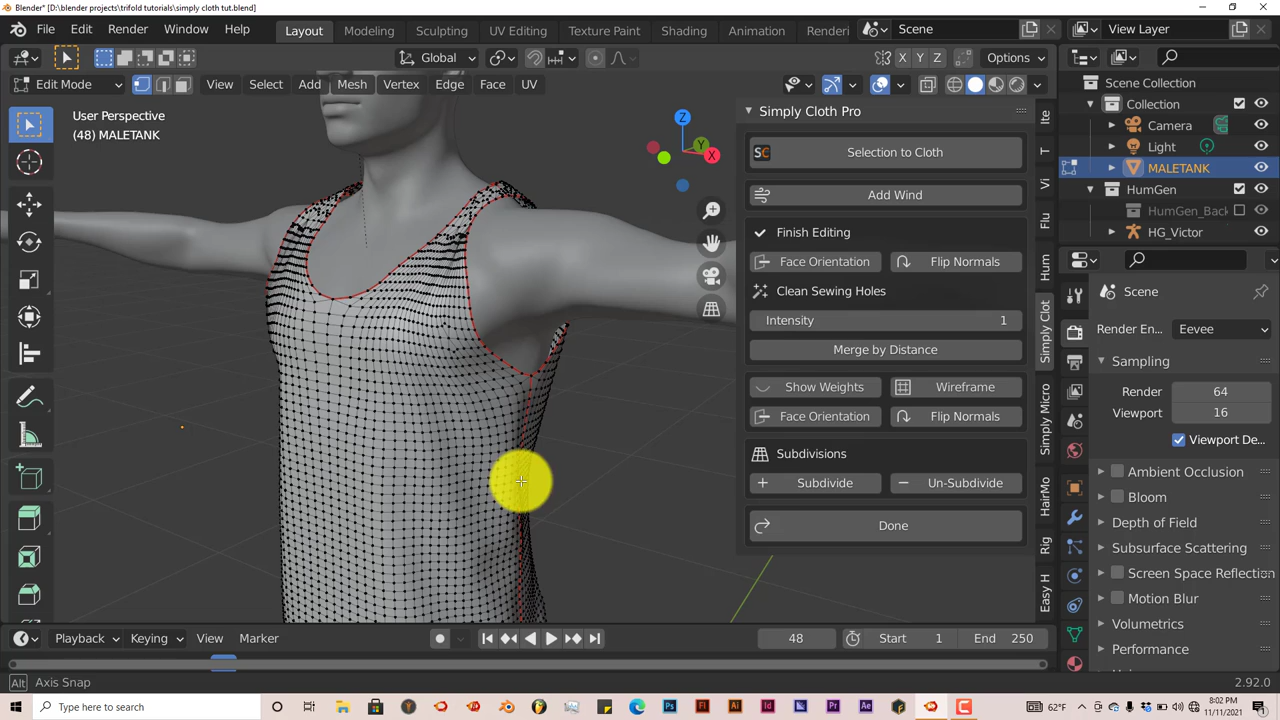 Blender* [D:\blender projects\trifold tutorials\simply cloth tut.blend]
File Edit Render Window Help Layout Modeling Sculpting UV Editing Texture Paint Shading Animation Renderi Scene View Layer
Global X Y Z Options
Edit Mode View Select Add Mesh Vertex Edge Face UV
User Perspective
(48) MALETANK
Z
Y
X
Simply Cloth Pro
Selection to Cloth
Add Wind
Finish Editing
Face Orientation Flip Normals
Clean Sewing Holes
Intensity 1
Merge by Distance
Show Weights Wireframe
Face Orientation Flip Normals
Subdivisions
Subdivide Un-Subdivide
Done
Ite
T
Vi
Flu
Hum
Simply Clot
Simply Micro
HairMo
Rig
Easy H
Scene Collection
Collection
Camera
Light
MALETANK
HumGen
HumGen_Back
HG_Victor
Scene
Render En... Eevee
Sampling
Render 64
Viewport 16
Viewport De...
Ambient Occlusion
Bloom
Depth of Field
Subsurface Scattering
Screen Space Reflection
Motion Blur
Volumetrics
Performance
Playback Keying View Marker 48 Start 1 End 250
Alt Axis Snap 2.92.0
Type here to search 62°F 8:02 PM
11/11/2021